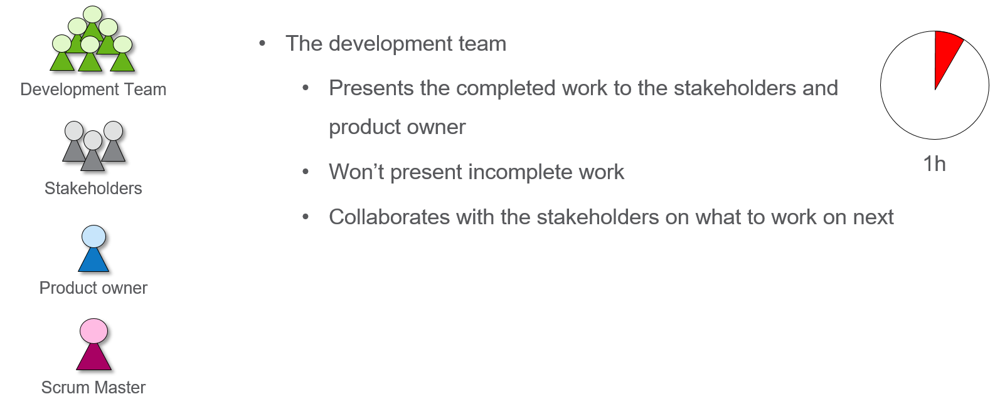 Development Team
Stakeholders
Product owner
Scrum Master
• The development team
• Presents the completed work to the stakeholders and
product owner
• Won’t present incomplete work
• Collaborates with the stakeholders on what to work on next
1h